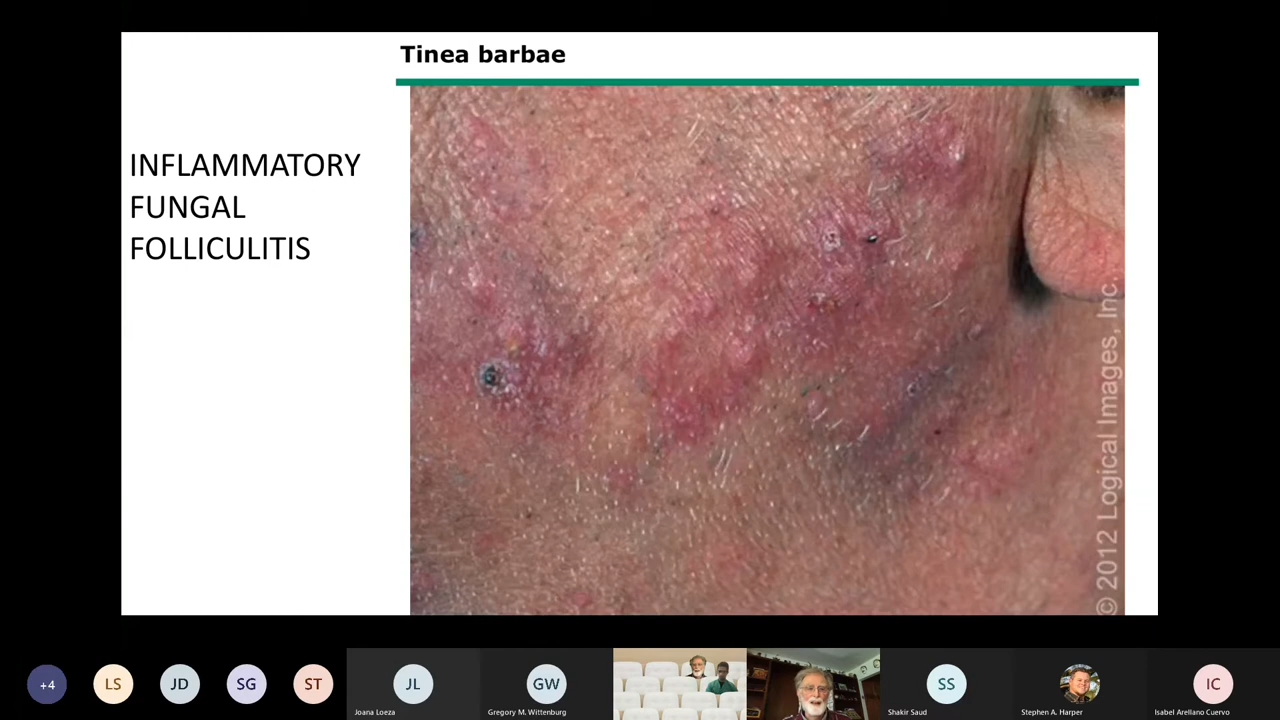 Tinea barbae
INFLAMMATORY
FUNGAL
FOLLICULITIS
© 2012 Logical Images, Inc.
+4
LS
JD
SG
ST
JL
Joana Loeza
GW
Gregory M. Wittenburg
SS
Shakir Saud
Stephen A. Harper
IC
Isabel Arellano Cuervo